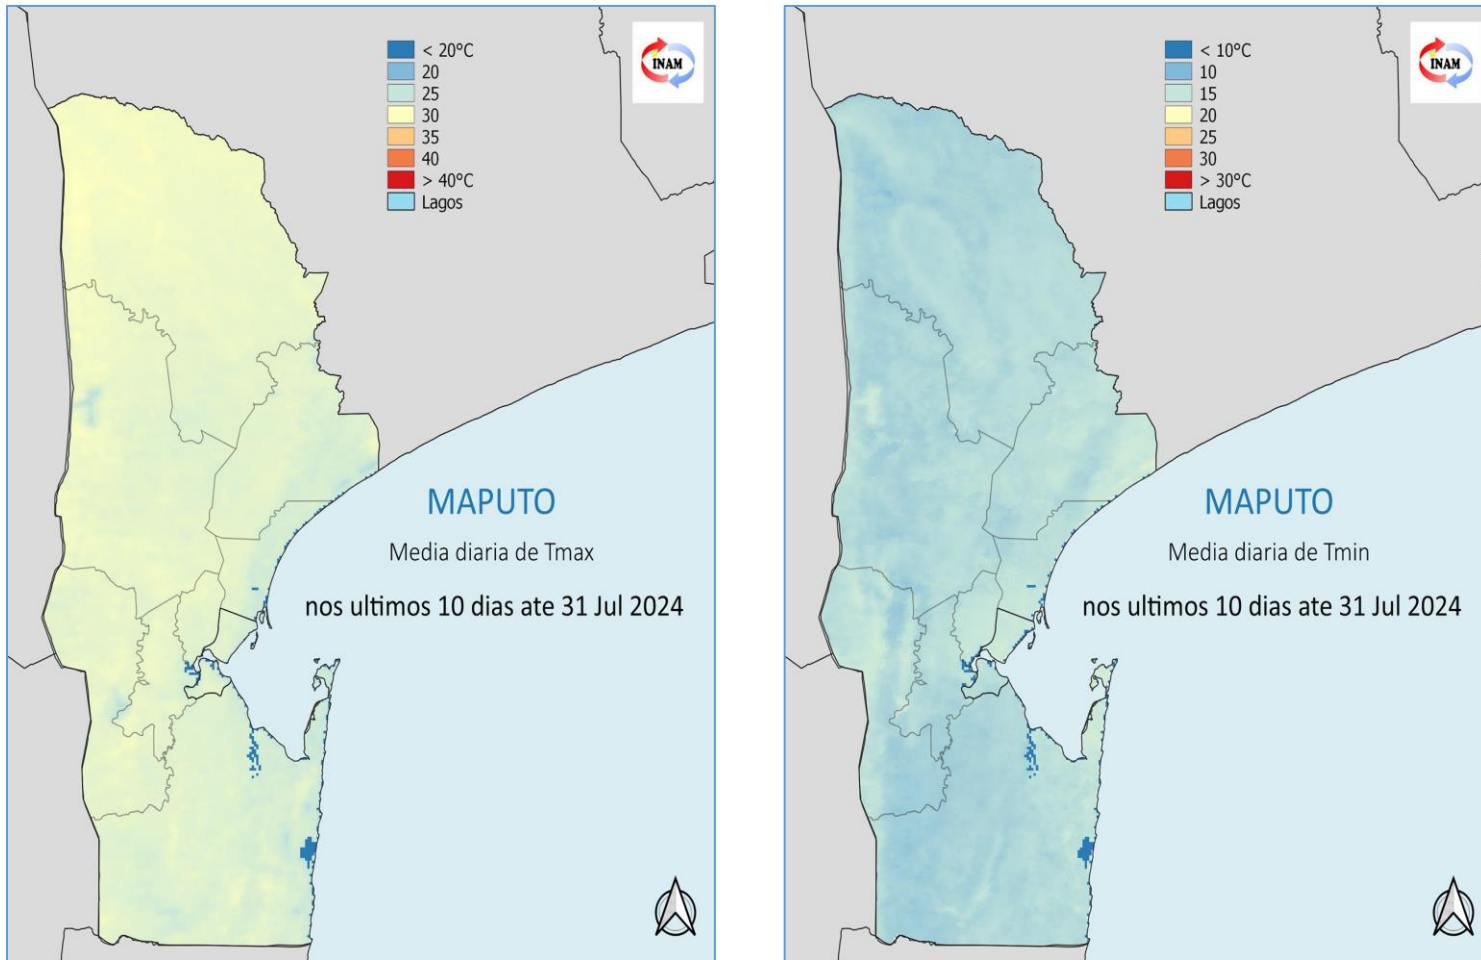 < 20°C
20
25
30
35
40
> 40°C
Lagos
INAM
MAPUTO
Media diaria de Tmax
nos ultimos 10 dias ate 31 Jul 2024
< 10°C
10
15
20
25
30
> 30°C
Lagos
INAM
MAPUTO
Media diaria de Tmin
nos ultimos 10 dias ate 31 Jul 2024